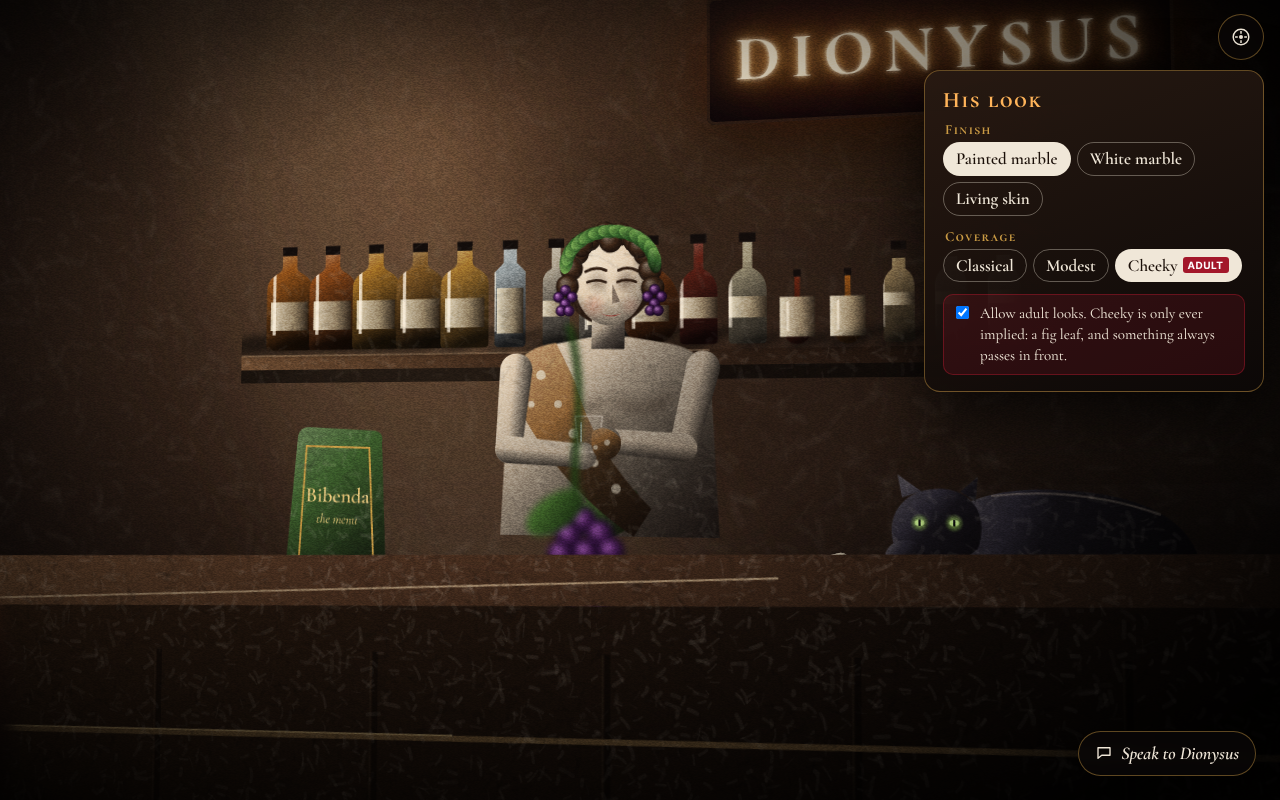 DIONYSUS
His look
Finish
Painted marble
White marble
Living skin
Coverage
Classical
Modest
Cheeky ADULT
Allow adult looks. Cheeky is only ever
implied: a fig leaf, and something always
passes in front.
Bibenda
the menu
Speak to Dionysus